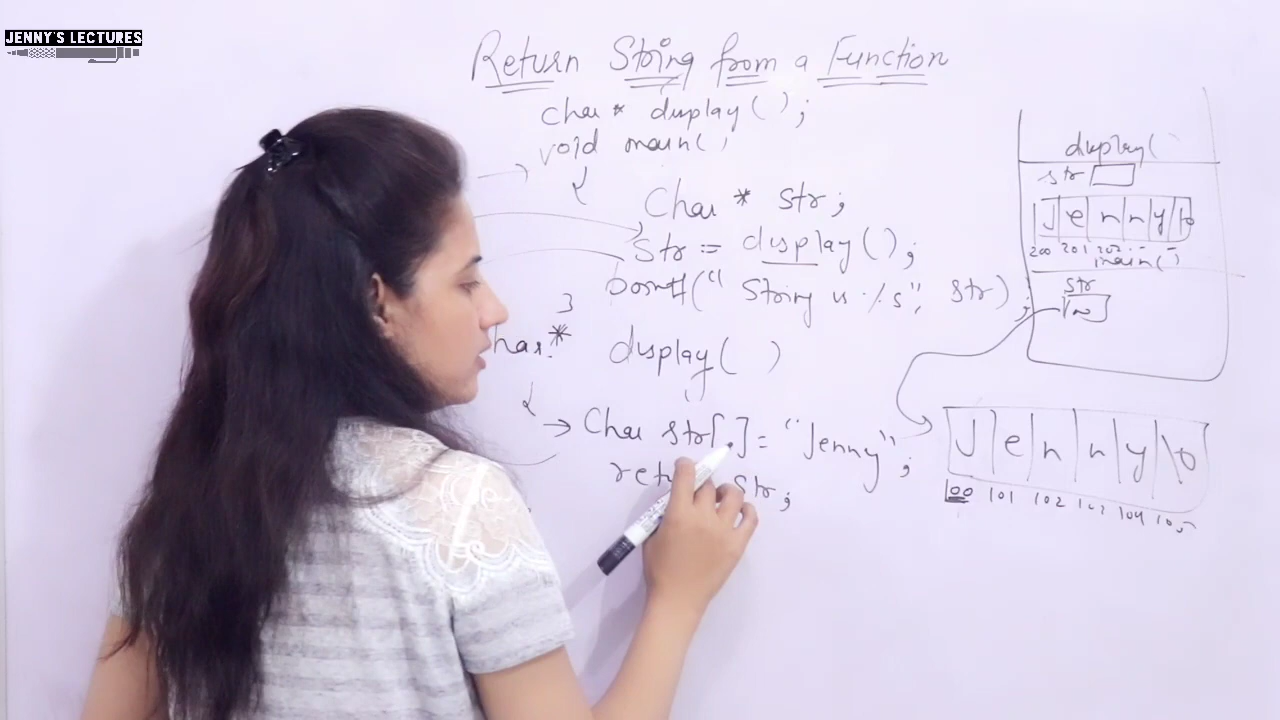 JENNY'S LECTURES
Return String from a Function
char * display( );
void main( )
{
Char * str;
str = display( );
printf(" String is %s", str);
}
char* display( )
{
→ Char str[ ] = "Jenny";
return str;
display(
str
J e n n y \0
200 201 202
main( )
str
100
J e n n y \0
100 101 102 103 104 105